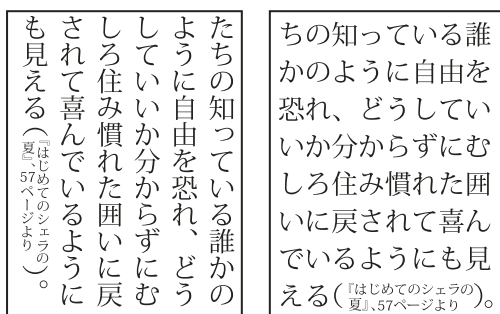 たちの知っている誰かの
ように自由を恐れ、どう
していいか分からずにむ
しろ住み慣れた囲いに戻
されて喜んでいるように
も見える(『はじめてのシェラの
夏』、57ページより)。
ちの知っている誰
かのように自由を
恐れ、どうしてい
いか分からずにむ
しろ住み慣れた囲
いに戻されて喜ん
でいるようにも見
える(『はじめてのシェラの
夏』、57ページより)。